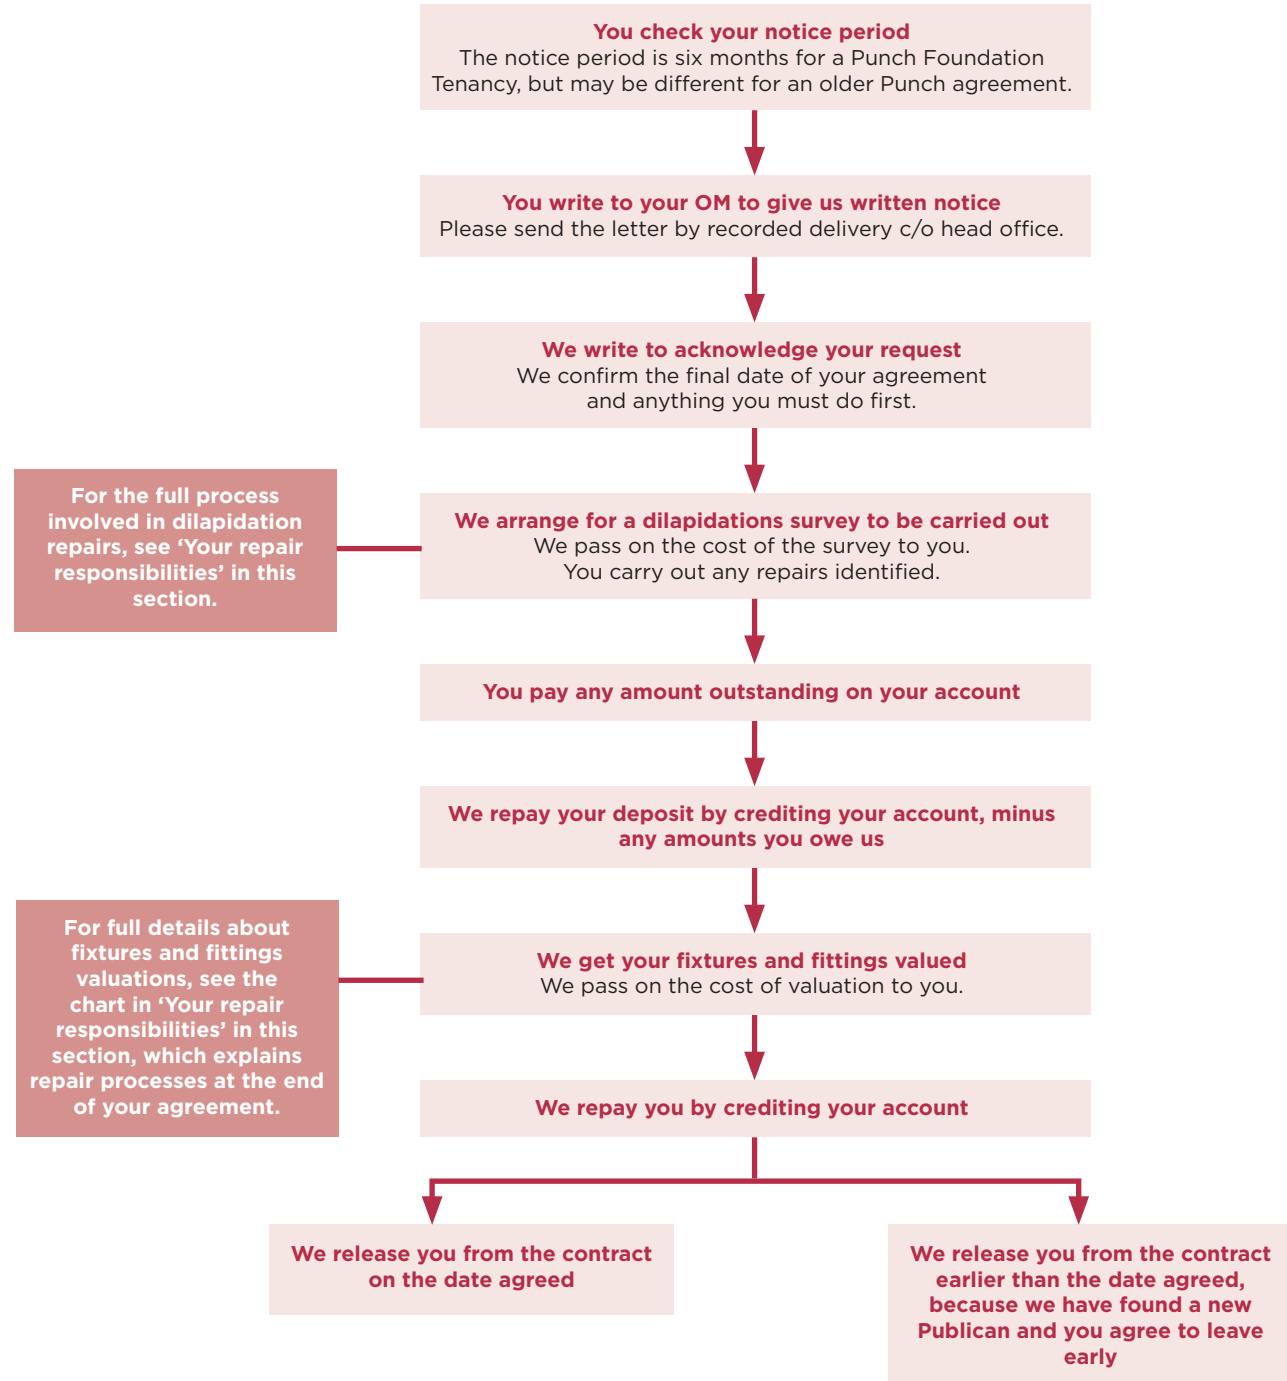 You check your notice period
The notice period is six months for a Punch Foundation
Tenancy, but may be different for an older Punch agreement.
You write to your OM to give us written notice
Please send the letter by recorded delivery c/o head office.
We write to acknowledge your request
We confirm the final date of your agreement
and anything you must do first.
For the full process
involved in dilapidation
repairs, see ‘Your repair
responsibilities’ in this
section.
We arrange for a dilapidations survey to be carried out
We pass on the cost of the survey to you.
You carry out any repairs identified.
You pay any amount outstanding on your account
We repay your deposit by crediting your account, minus
any amounts you owe us
For full details about
fixtures and fittings
valuations, see the
chart in ‘Your repair
responsibilities’ in this
section, which explains
repair processes at the end
of your agreement.
We get your fixtures and fittings valued
We pass on the cost of valuation to you.
We repay you by crediting your account
We release you from the contract
on the date agreed
We release you from the contract
earlier than the date agreed,
because we have found a new
Publican and you agree to leave
early